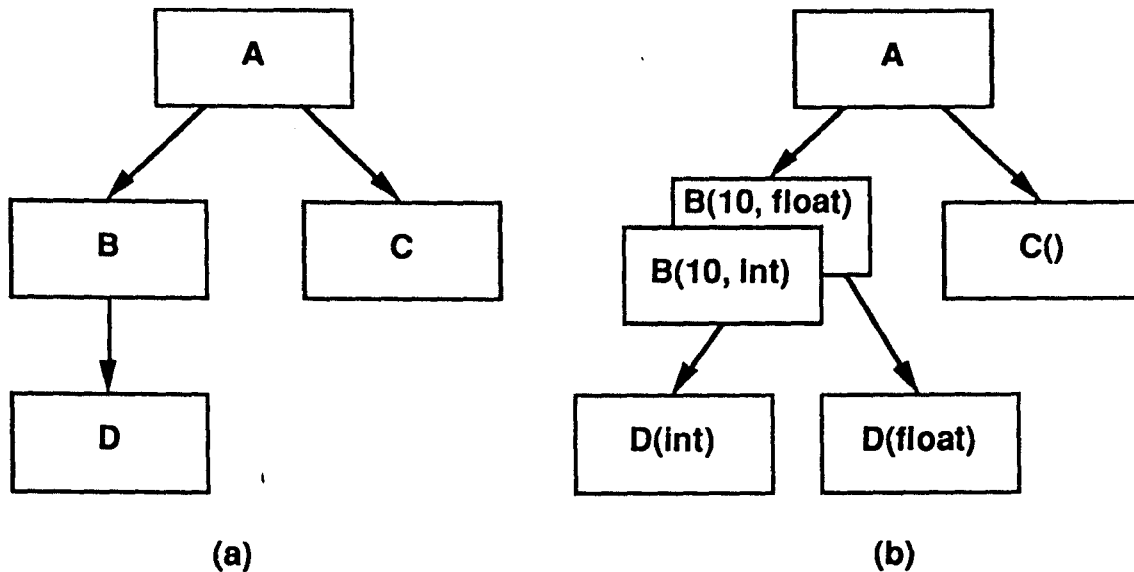 A
B
C
D
(a)
A
B(10, float)
B(10, int)
C()
D(int)
D(float)
(b)